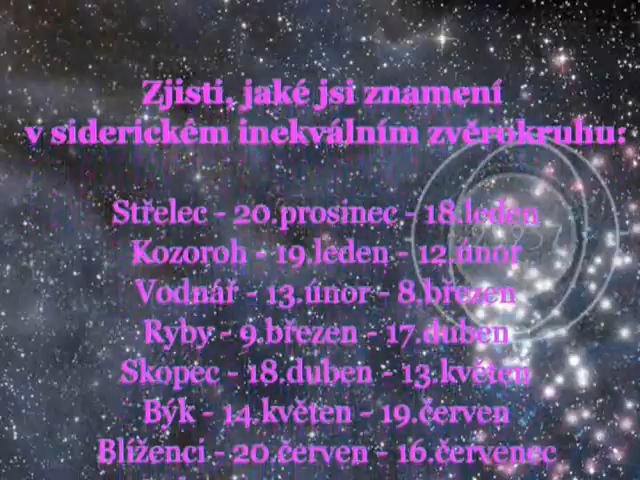 Zjisti, jaké jsi znamení
v siderickém inekválním zvěrokruhu:
Střelec - 20.prosinec - 18.leden
Kozoroh - 19.leden - 12.únor
Vodnář - 13.únor - 8.březen
Ryby - 9.březen - 17.duben
Skopec - 18.duben - 13.květen
Býk - 14.květen - 19.červen
Blíženci - 20.červen - 16.červenec